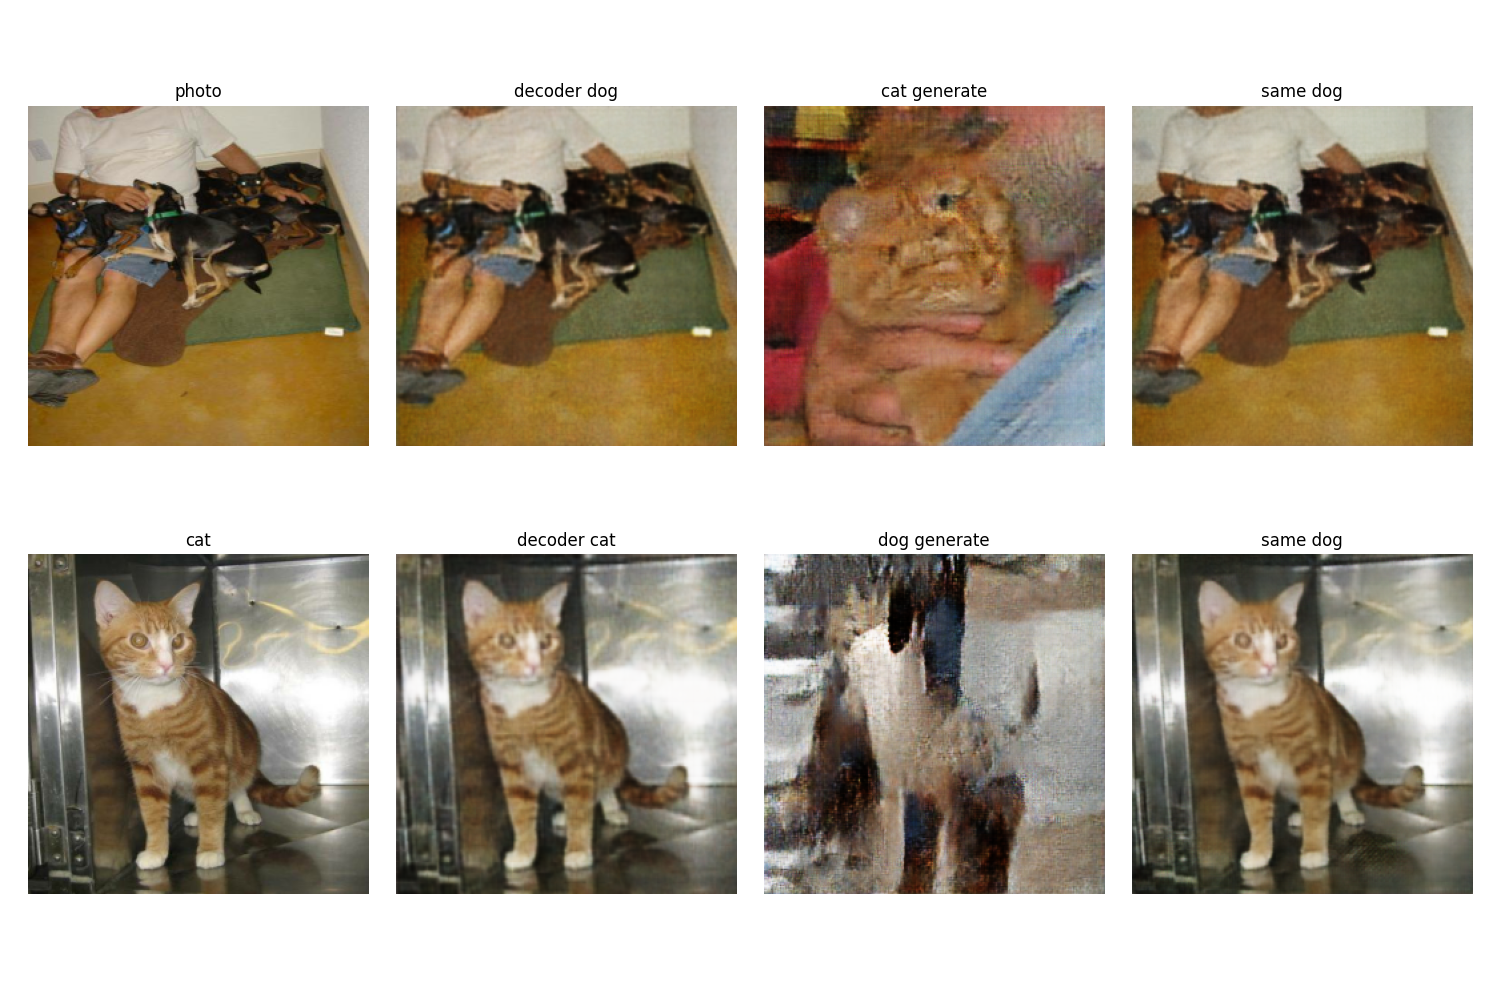 photo
decoder dog
cat generate
same dog
cat
decoder cat
dog generate
same dog